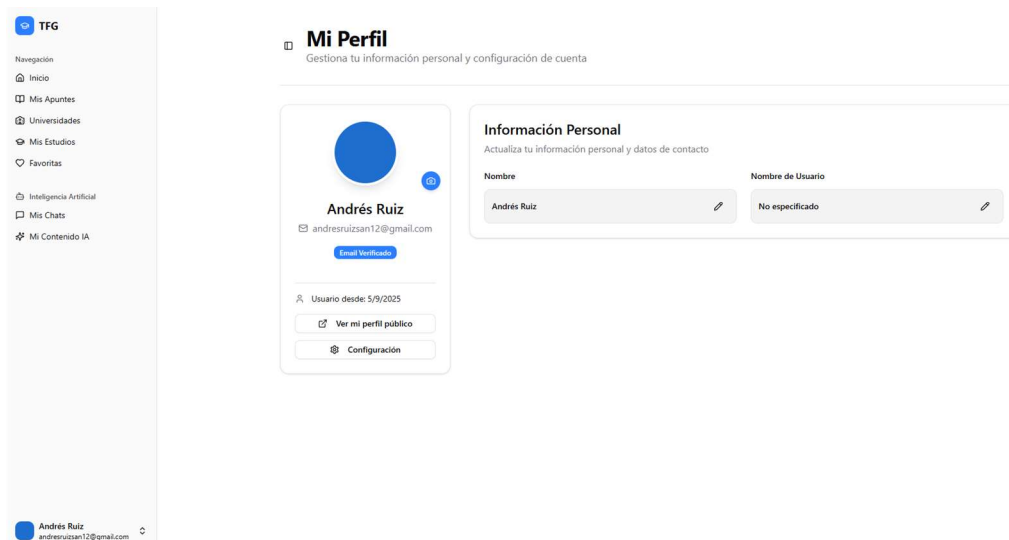 TFG
Navegación
Inicio
Mis Apuntes
Universidades
Mis Estudios
Favoritas
Inteligencia Artificial
Mis Chats
Mi Contenido IA
Andrés Ruiz
andresruizsan12@gmail.com
Mi Perfil
Gestiona tu información personal y configuración de cuenta
Andrés Ruiz
andresruizsan12@gmail.com
Email Verificado
Usuario desde: 5/9/2025
Ver mi perfil público
Configuración
Información Personal
Actualiza tu información personal y datos de contacto
Nombre
Andrés Ruiz
Nombre de Usuario
No especificado